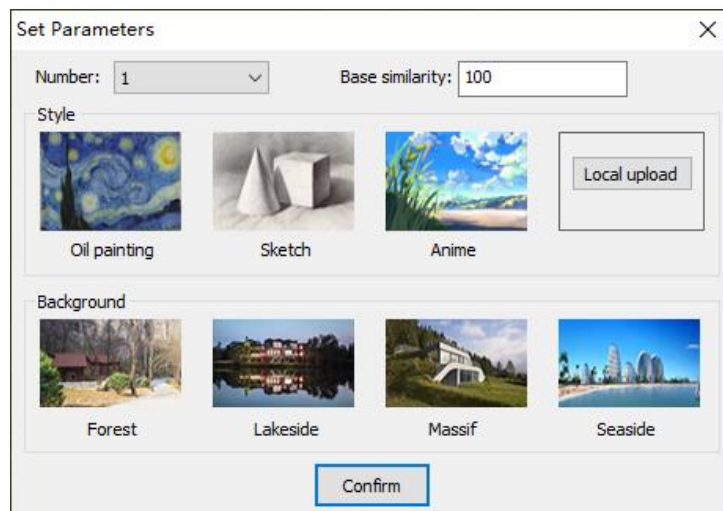 Set Parameters
Number: 1 Base similarity: 100
Style
Local upload
Oil painting Sketch Anime
Background
Forest Lakeside Massif Seaside
Confirm